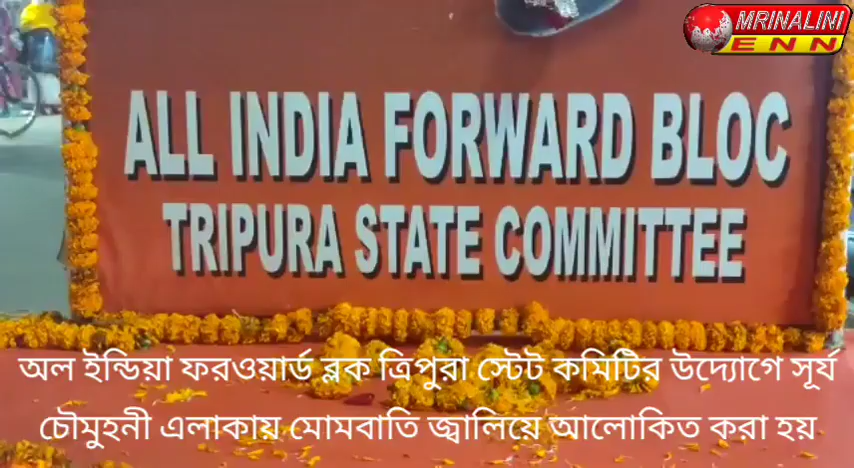 MRINALINI
ENN
ALL INDIA FORWARD BLOC
TRIPURA STATE COMMITTEE
অল ইন্ডিয়া ফরওয়ার্ড ব্লক ত্রিপুরা স্টেট কমিটির উদ্যোগে সূর্য
চৌমুহনী এলাকায় মোমবাতি জ্বালিয়ে আলোকিত করা হয়